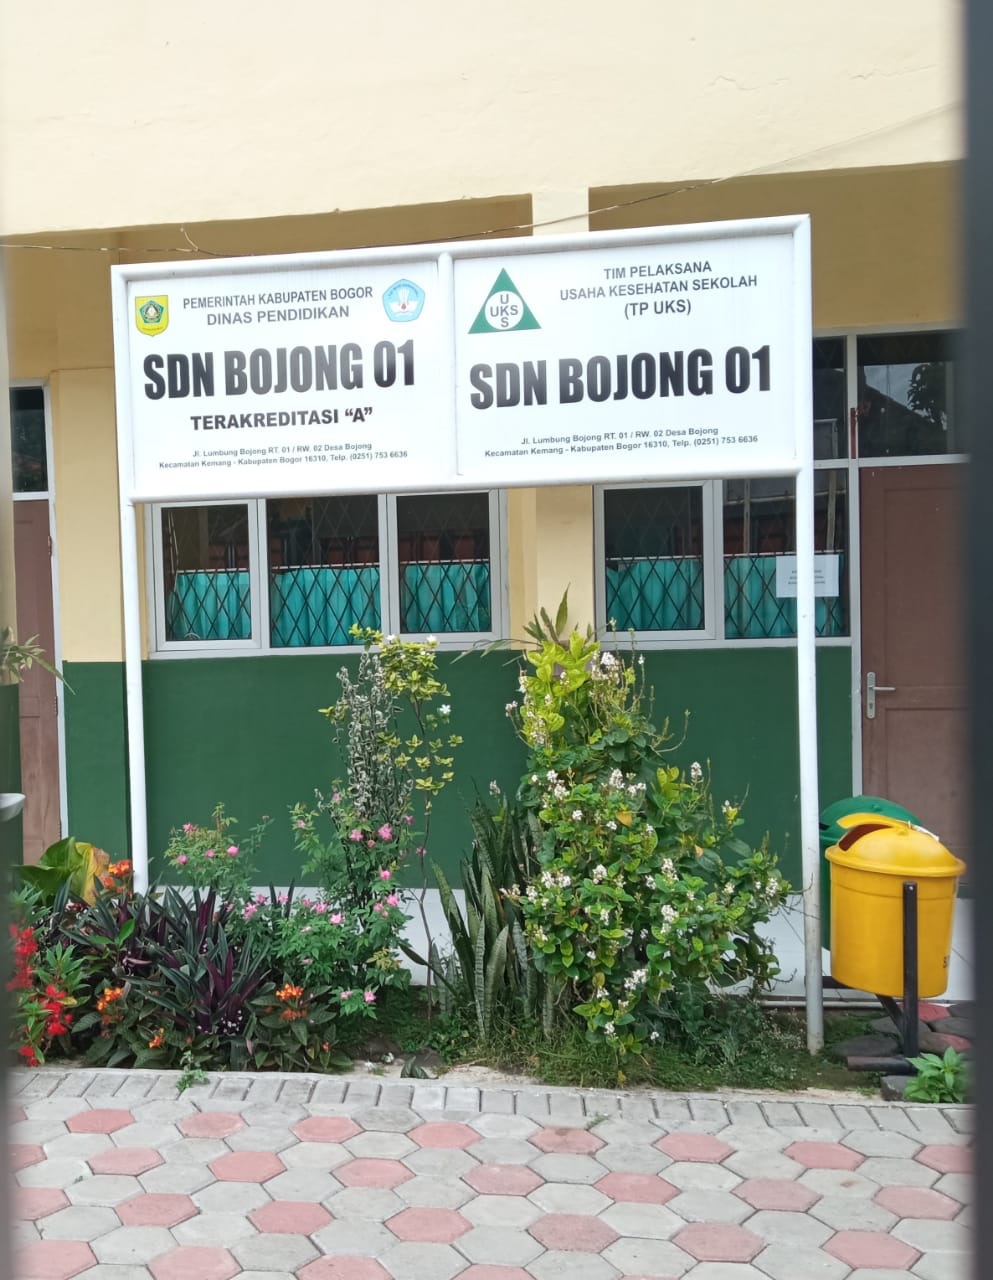 PEMERINTAH KABUPATEN BOGOR
DINAS PENDIDIKAN
SDN BOJONG 01
TERAKREDITASI "A"
Jl. Lumbung Bojong RT. 01 / RW. 02 Desa Bojong
Kecamatan Kemang - Kabupaten Bogor 16310, Telp. (0251) 753 6636
U
UKS
S
TIM PELAKSANA
USAHA KESEHATAN SEKOLAH
(TP UKS)
SDN BOJONG 01
Jl. Lumbung Bojong RT. 01 / RW. 02 Desa Bojong
Kecamatan Kemang - Kabupaten Bogor 16310, Telp. (0251) 753 6636